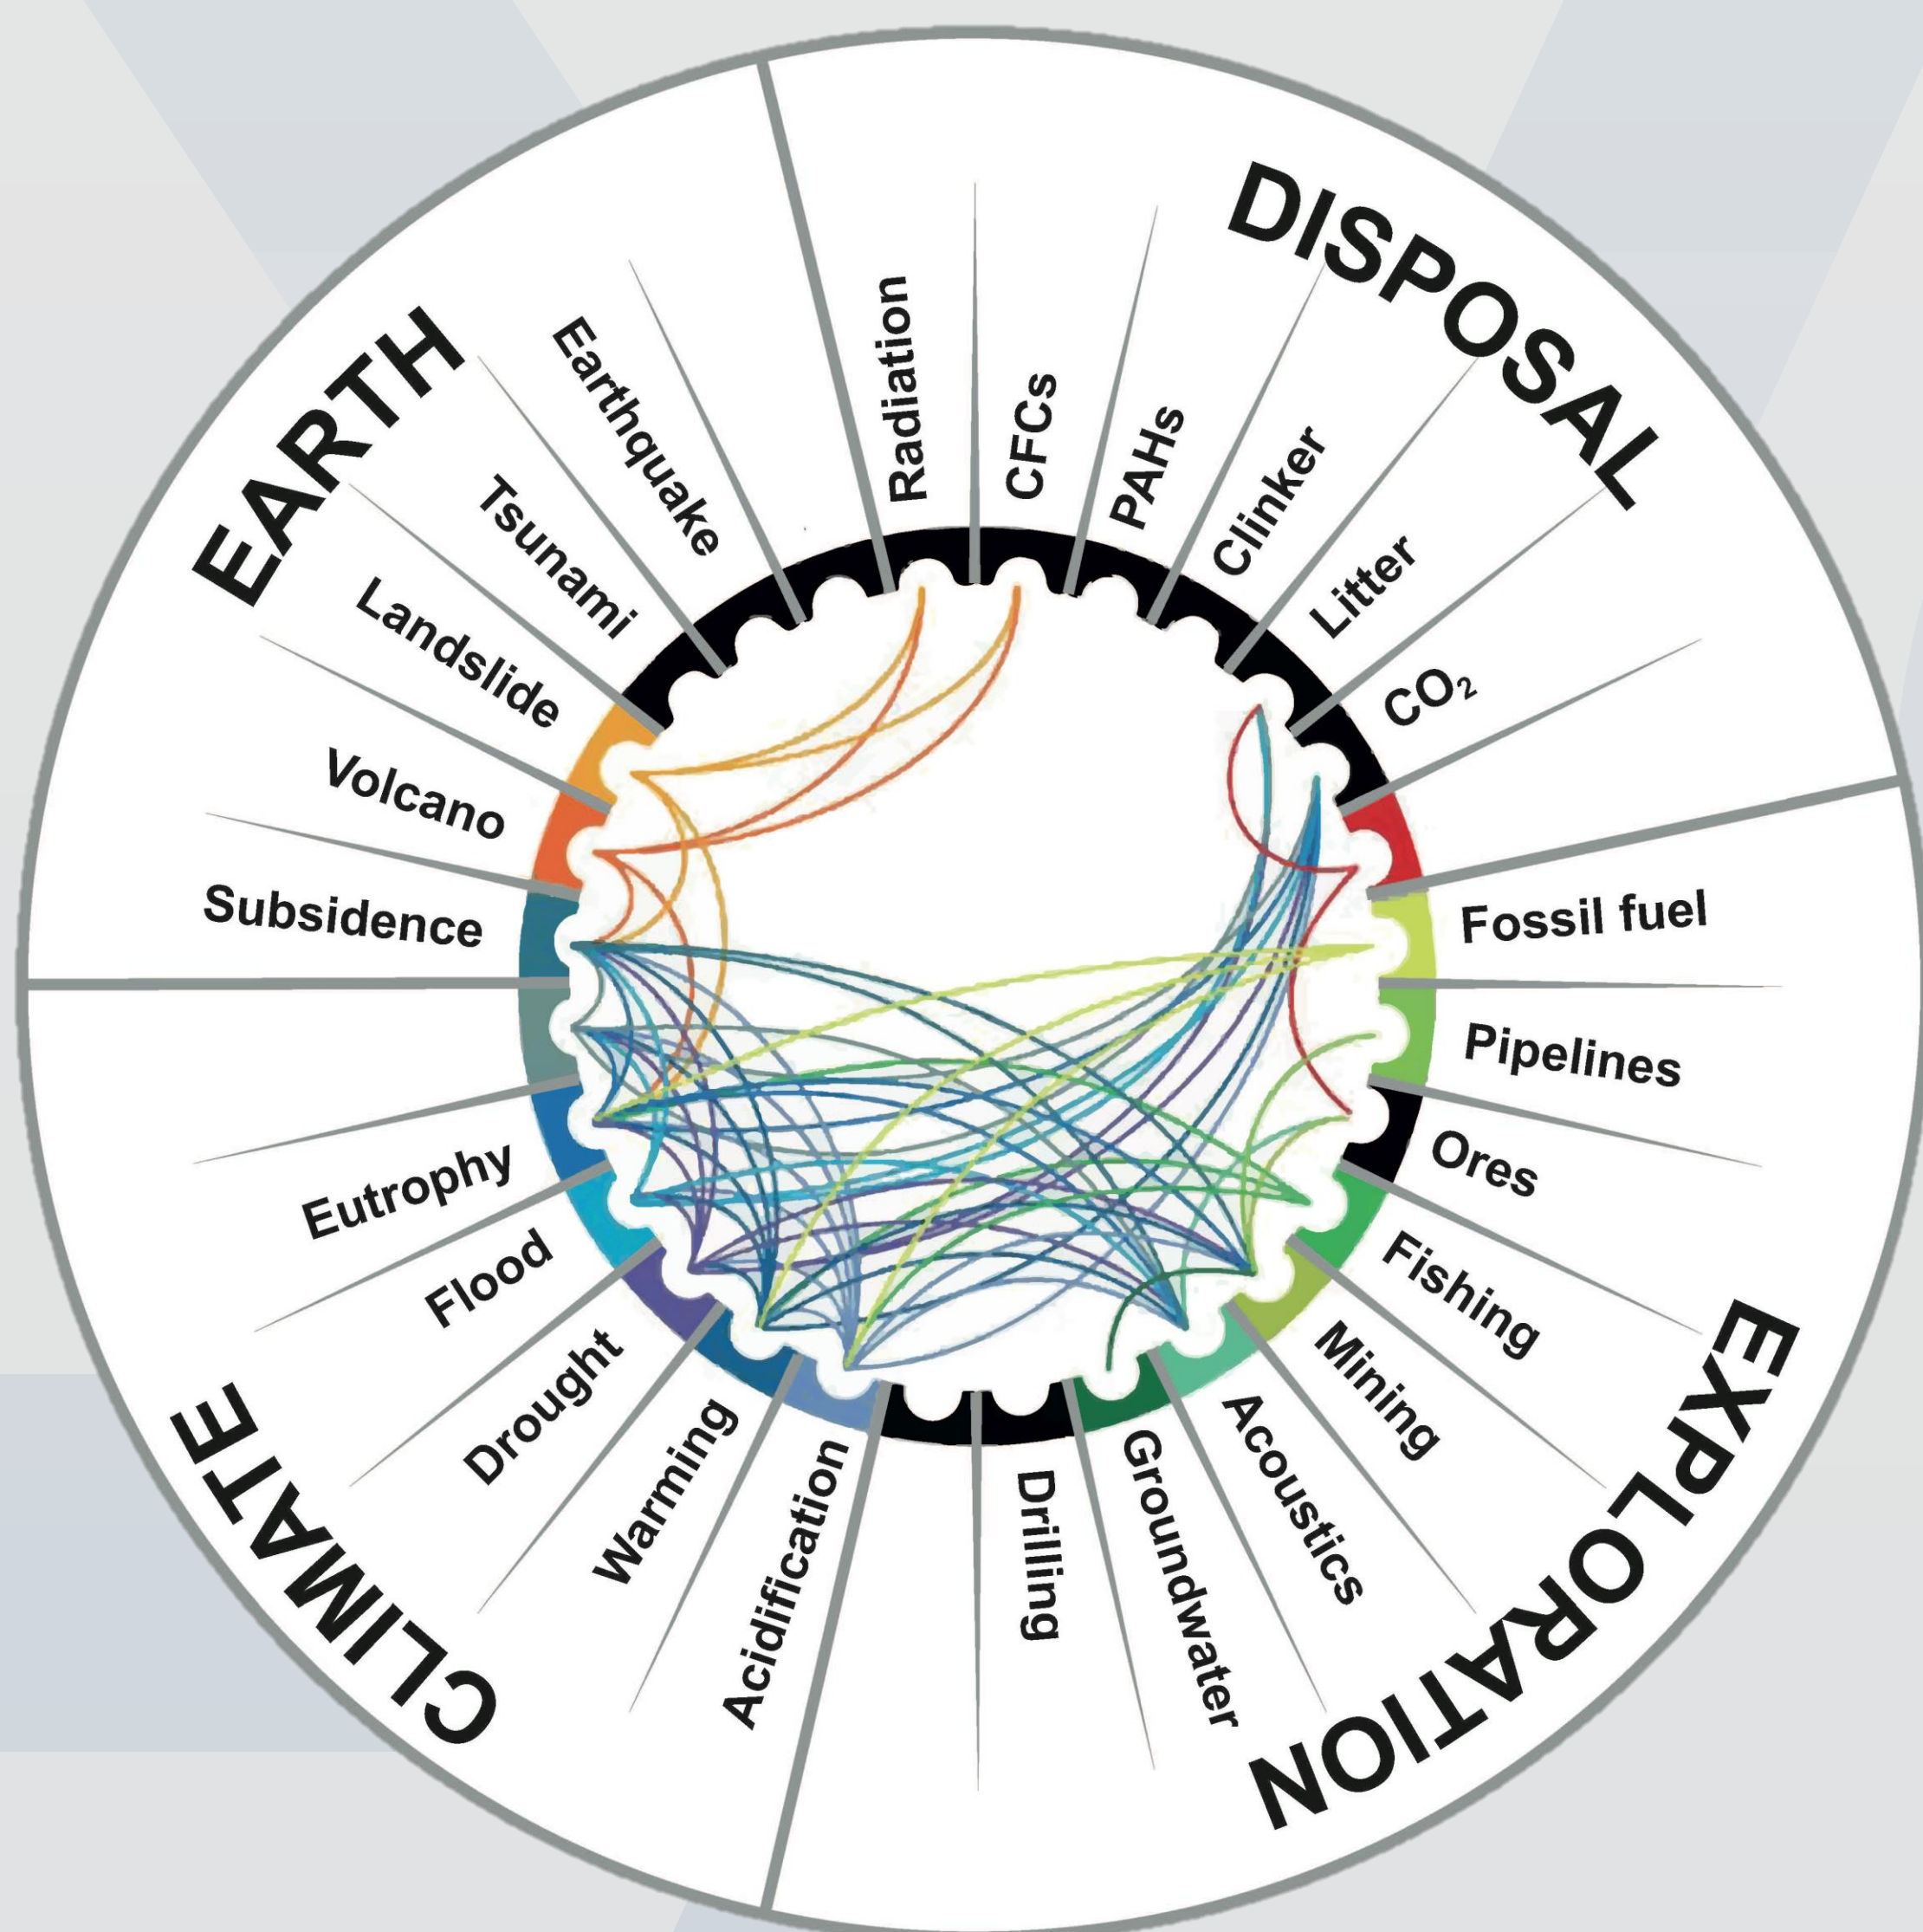 DISPOSAL
Radiation
CFCs
PAHs
Clinker
Litter
CO₂
EXPLORATION
Fossil fuel
Pipelines
Ores
Fishing
Mining
Acoustics
Groundwater
Drilling
CLIMATE
Acidification
Warming
Drought
Flood
Eutrophy
EARTH
Subsidence
Volcano
Landslide
Tsunami
Earthquake